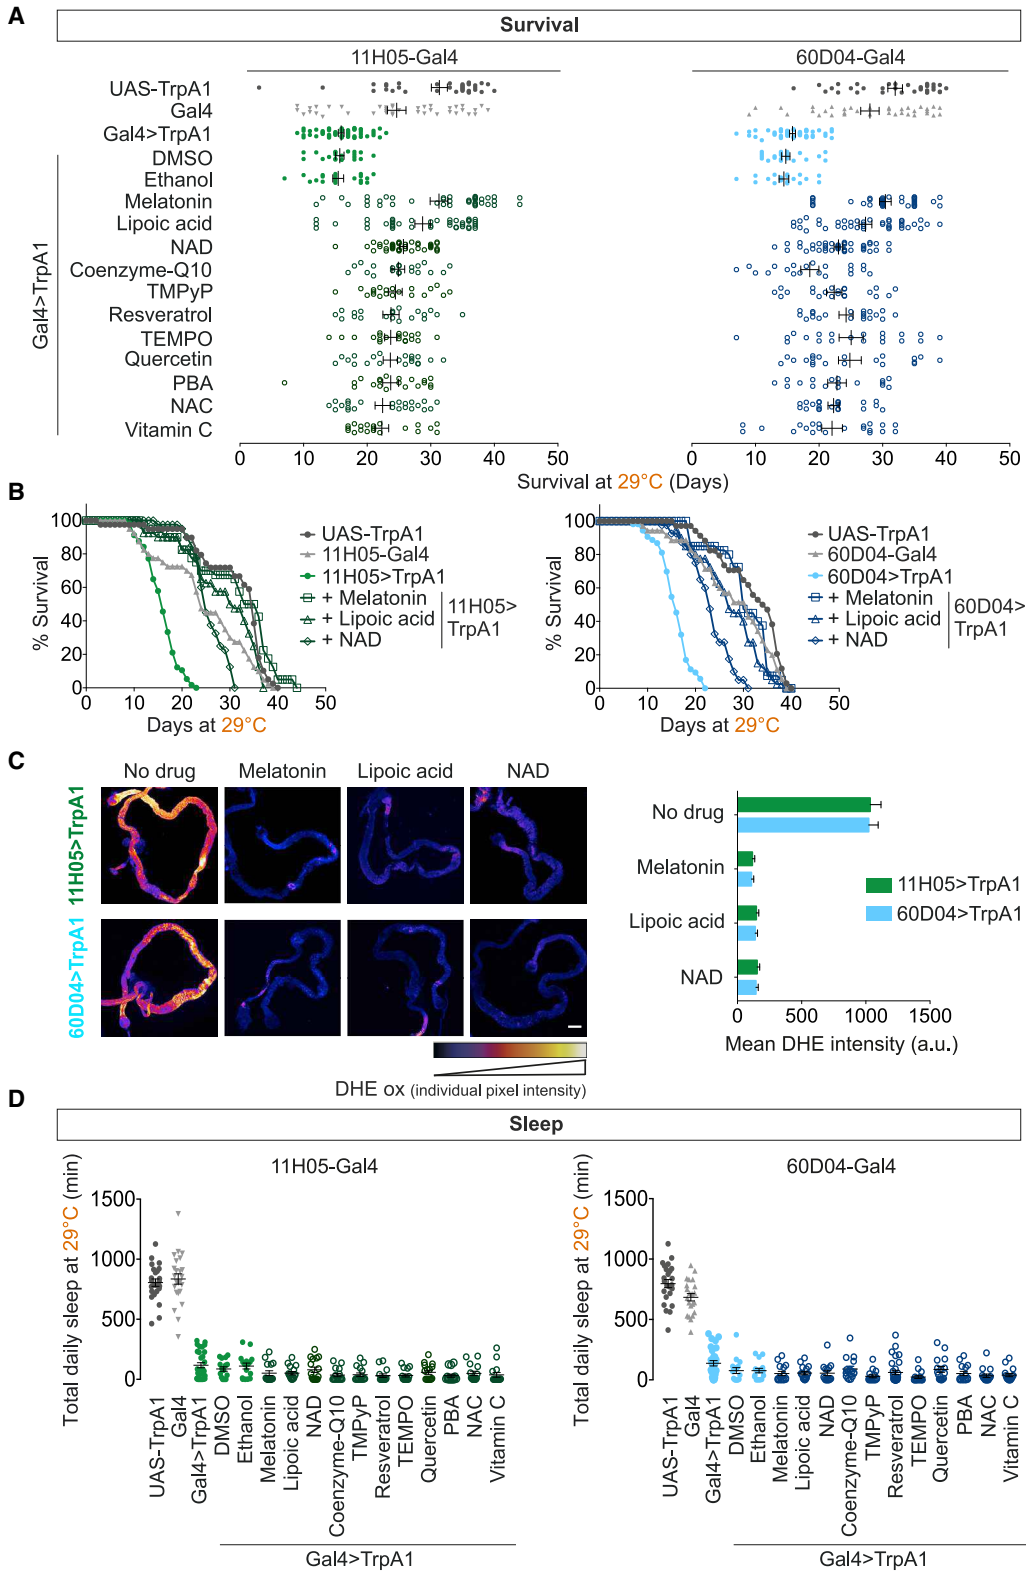 A
Survival
11H05-Gal4
60D04-Gal4
UAS-TrpA1
Gal4
Gal4>TrpA1
DMSO
Ethanol
Melatonin
Lipoic acid
NAD
Coenzyme-Q10
TMPyP
Resveratrol
TEMPO
Quercetin
PBA
NAC
Vitamin C
Gal4>TrpA1
0 10 20 30 40 50
0 10 20 30 40 50
Survival at 29°C (Days)
B
% Survival
100
80
60
40
20
0
0 10 20 30 40 50
Days at 29°C
UAS-TrpA1
11H05-Gal4
11H05>TrpA1
+ Melatonin
+ Lipoic acid
+ NAD
11H05>
TrpA1
% Survival
100
80
60
40
20
0
0 10 20 30 40 50
Days at 29°C
UAS-TrpA1
60D04-Gal4
60D04>TrpA1
+ Melatonin
+ Lipoic acid
+ NAD
60D04>
TrpA1
C
No drug Melatonin Lipoic acid NAD
11H05>TrpA1
60D04>TrpA1
DHE ox (individual pixel intensity)
No drug
Melatonin
Lipoic acid
NAD
11H05>TrpA1
60D04>TrpA1
0 500 1000 1500
Mean DHE intensity (a.u.)
D
Sleep
11H05-Gal4
Total daily sleep at 29°C (min)
1500
1000
500
0
UAS-TrpA1
Gal4
Gal4>TrpA1
DMSO
Ethanol
Melatonin
Lipoic acid
NAD
Coenzyme-Q10
TMPyP
Resveratrol
TEMPO
Quercetin
PBA
NAC
Vitamin C
Gal4>TrpA1
60D04-Gal4
Total daily sleep at 29°C (min)
1500
1000
500
0
UAS-TrpA1
Gal4
Gal4>TrpA1
DMSO
Ethanol
Melatonin
Lipoic acid
NAD
Coenzyme-Q10
TMPyP
Resveratrol
TEMPO
Quercetin
PBA
NAC
Vitamin C
Gal4>TrpA1